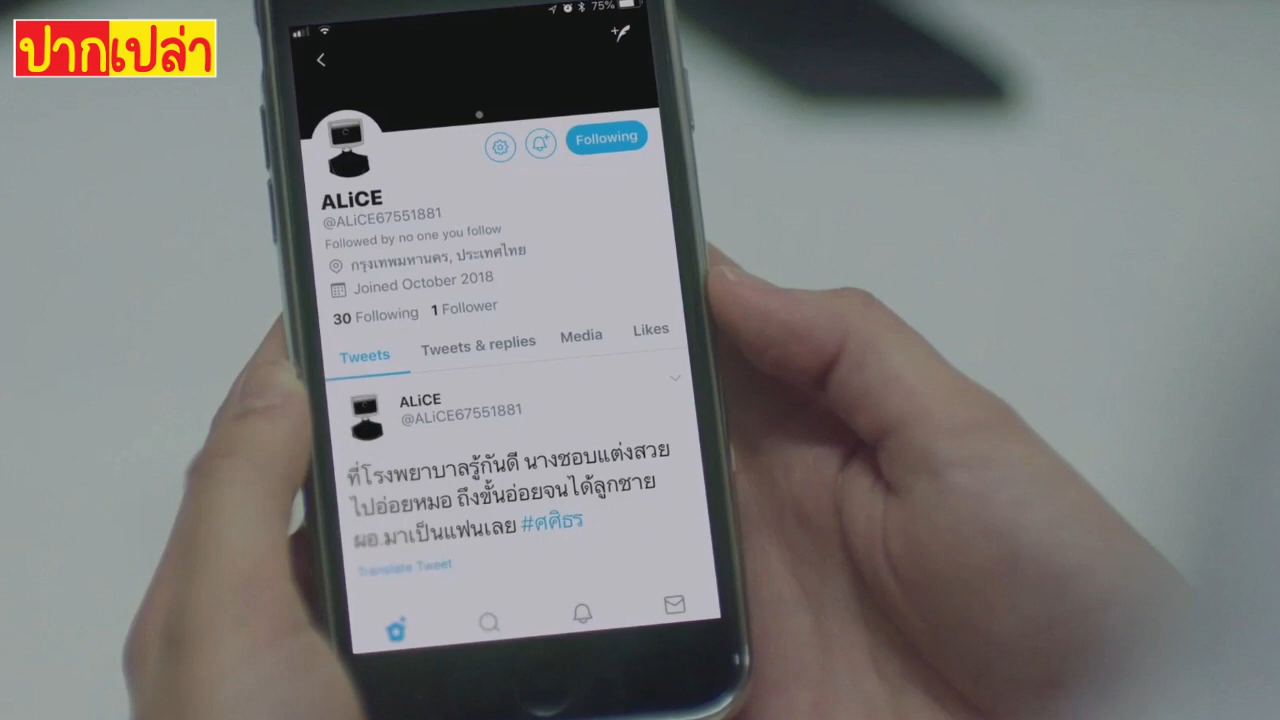 ปากเปล่า
75%
Following
ALiCE
@ALiCE67551881
Followed by no one you follow
กรุงเทพมหานคร, ประเทศไทย
Joined October 2018
30 Following 1 Follower
Tweets Tweets & replies Media Likes
ALiCE
@ALiCE67551881
ที่โรงพยาบาลรู้กันดี นางชอบแต่งสวย
ไปอ่อยหมอ ถึงขั้นอ่อยจนได้ลูกชาย
ผอ.มาเป็นแฟนเลย #ศศิธร
Translate Tweet